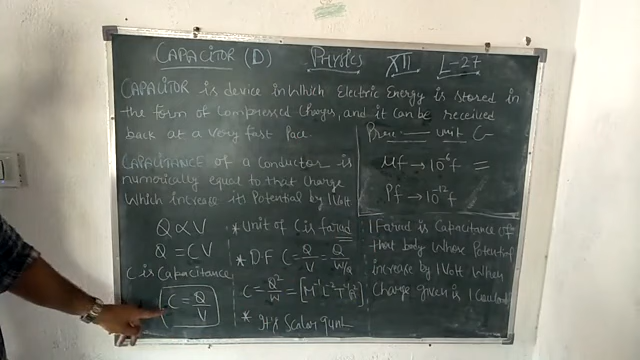 CAPACITOR (D) Physics XII L-27
CAPACITOR is device in Which Electric Energy is stored in
the form of Compressed Charges, and it can be received
back at a very fast pace.
CAPACITANCE of a Conductor is
numerically equal to that Charge
Which increase its Potential by 1 Volt
Q ∝ V
Q = CV
C is Capacitance
C = Q/V
* Unit of C is farad
* DF C = Q/V = Q/W/Q
C = Q²/W = [M⁻¹L⁻²T⁴A²]
* It's Scalar
unit C-
μf → 10⁻⁶f =
Pf → 10⁻¹²f
1 Farad is Capacitance of
that body Whose Potential
increase by 1 Volt When
Charge given is 1 Coulomb